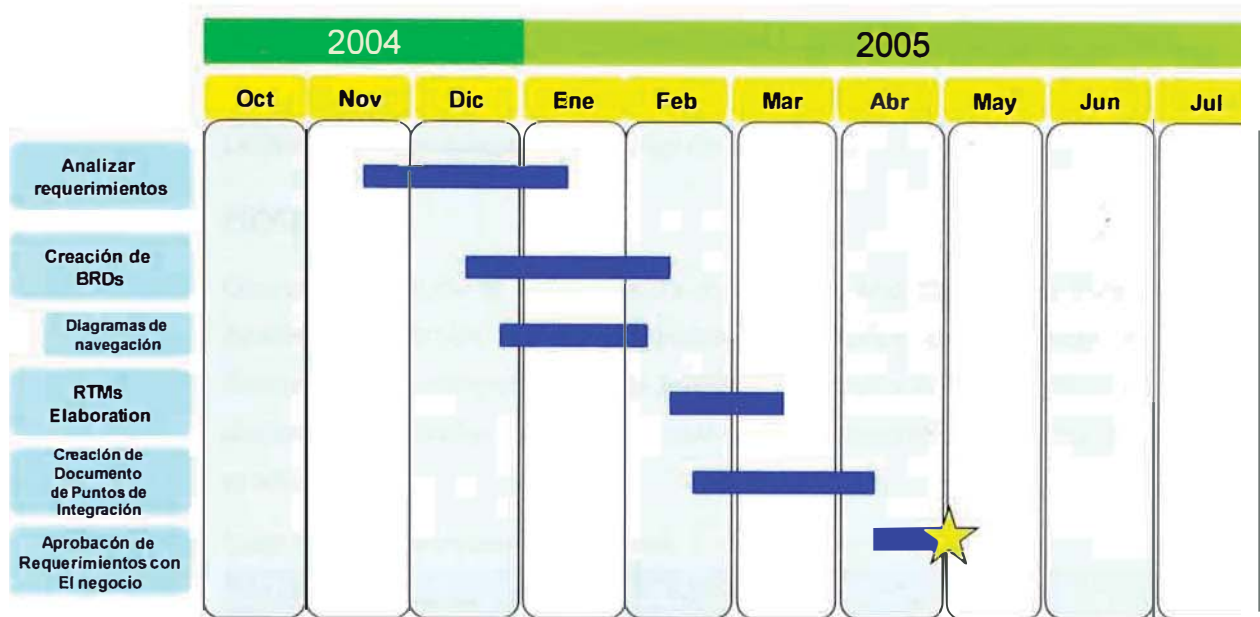 2004
2005
Oct
Nov
Dic
Ene
Feb
Mar
Abr
May
Jun
Jul
Analizar
requerimientos
Creación de
BRDs
Diagramas de
navegación
RTMs
Elaboration
Creación de
Documento
de Puntos de
Integración
Aprobacón de
Requerimientos con
El negocio